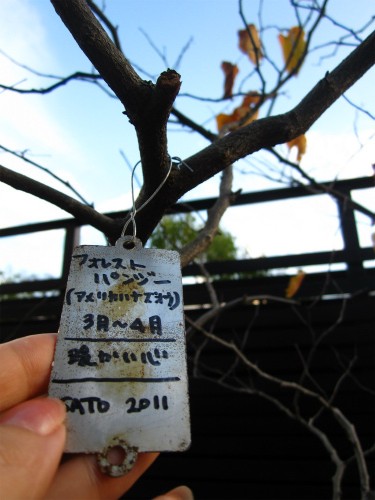 フォレスト
パンジー
(アメリカハナズオウ)
3月～4月
暖かい心
SATO 2011